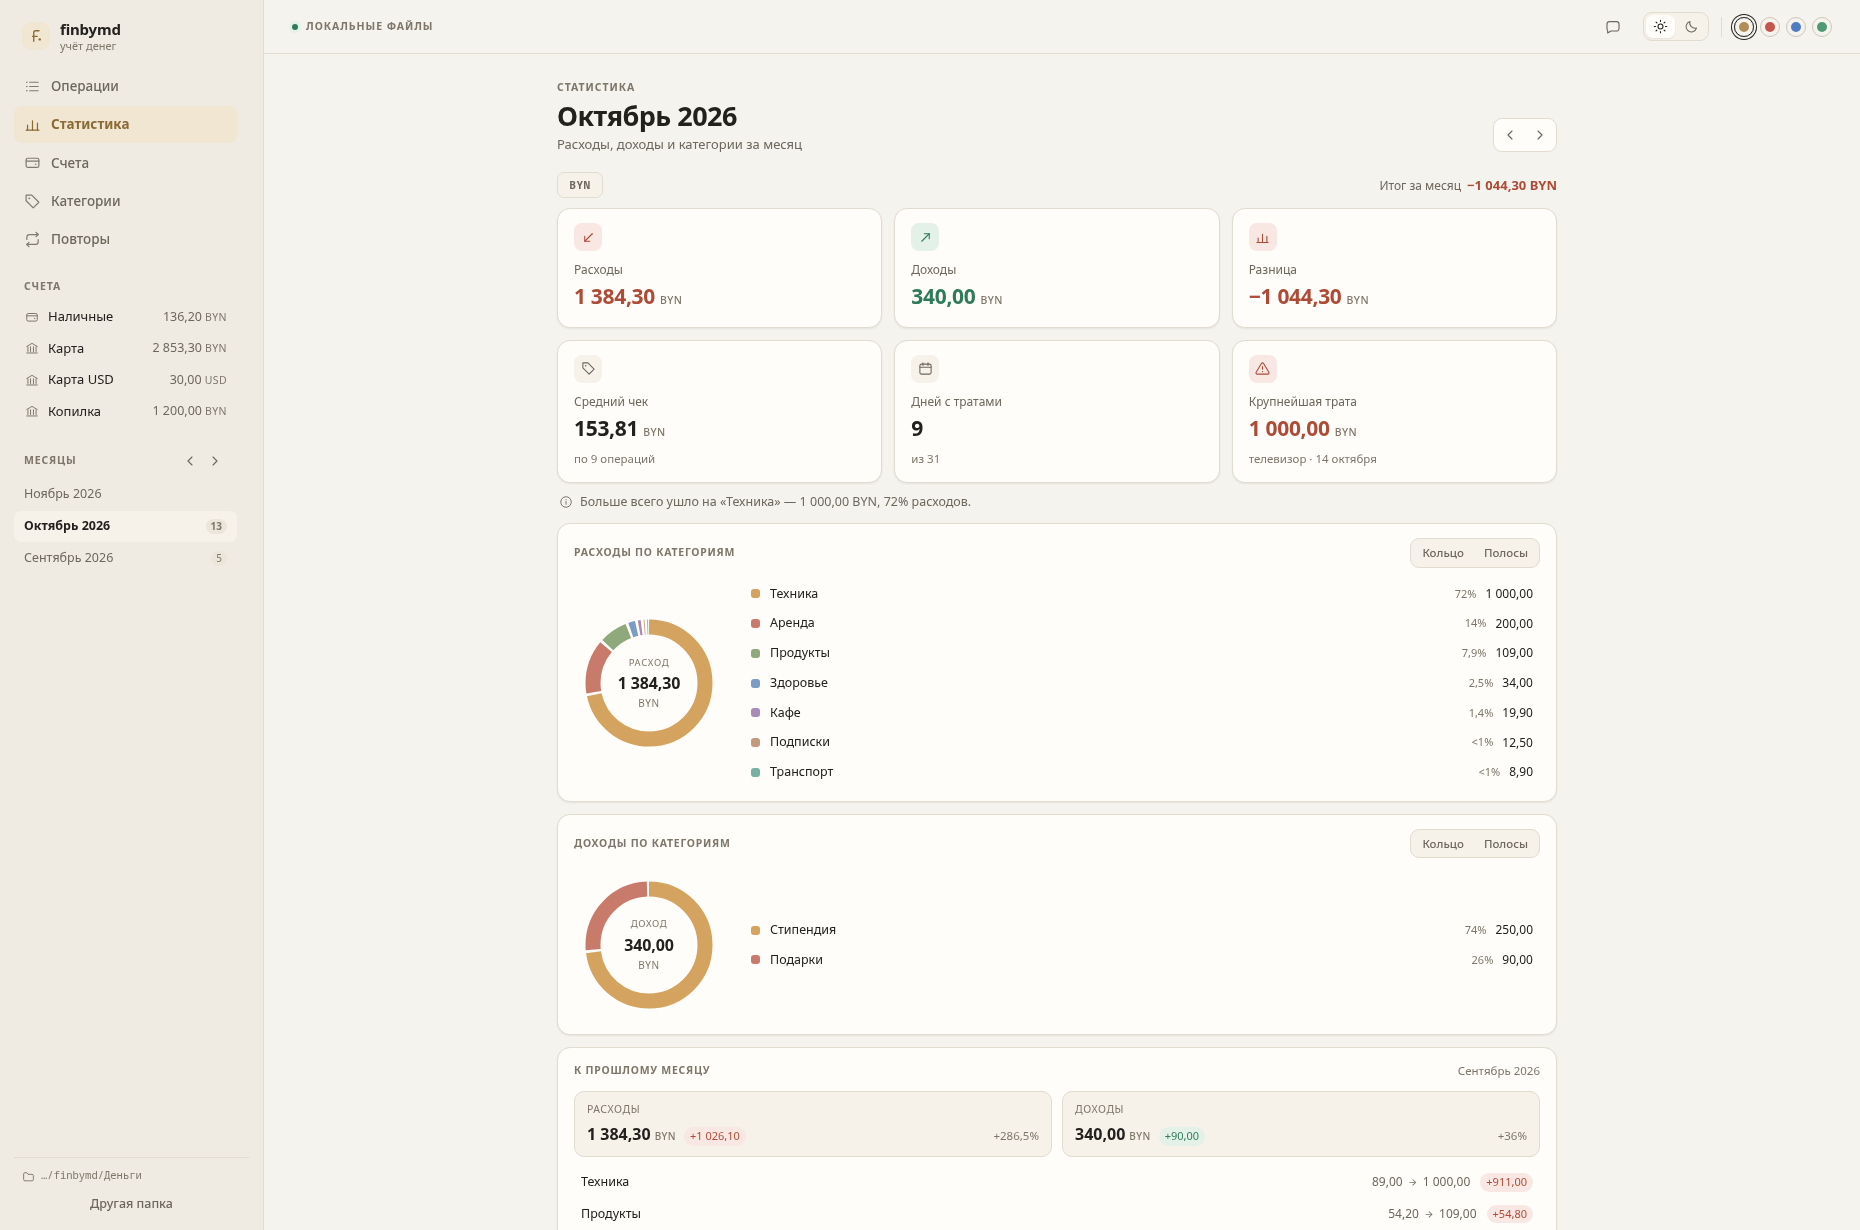 finbymd
учёт денег
Операции
Статистика
Счета
Категории
Повторы
СЧЕТА
Наличные 136,20 BYN
Карта 2 853,30 BYN
Карта USD 30,00 USD
Копилка 1 200,00 BYN
МЕСЯЦЫ
Ноябрь 2026
Октябрь 2026 13
Сентябрь 2026 5
…/finbymd/Деньги
Другая папка
ЛОКАЛЬНЫЕ ФАЙЛЫ
СТАТИСТИКА
Октябрь 2026
Расходы, доходы и категории за месяц
BYN
Итог за месяц −1 044,30 BYN
Расходы
1 384,30 BYN
Доходы
340,00 BYN
Разница
−1 044,30 BYN
Средний чек
153,81 BYN
по 9 операций
Дней с тратами
9
из 31
Крупнейшая трата
1 000,00 BYN
телевизор · 14 октября
Больше всего ушло на «Техника» — 1 000,00 BYN, 72% расходов.
РАСХОДЫ ПО КАТЕГОРИЯМ
Кольцо Полосы
РАСХОД
1 384,30
BYN
Техника 72% 1 000,00
Аренда 14% 200,00
Продукты 7,9% 109,00
Здоровье 2,5% 34,00
Кафе 1,4% 19,90
Подписки <1% 12,50
Транспорт <1% 8,90
ДОХОДЫ ПО КАТЕГОРИЯМ
Кольцо Полосы
ДОХОД
340,00
BYN
Стипендия 74% 250,00
Подарки 26% 90,00
К ПРОШЛОМУ МЕСЯЦУ
Сентябрь 2026
РАСХОДЫ
1 384,30 BYN +1 026,10 +286,5%
ДОХОДЫ
340,00 BYN +90,00 +36%
Техника 89,00 → 1 000,00 +911,00
Продукты 54,20 → 109,00 +54,80